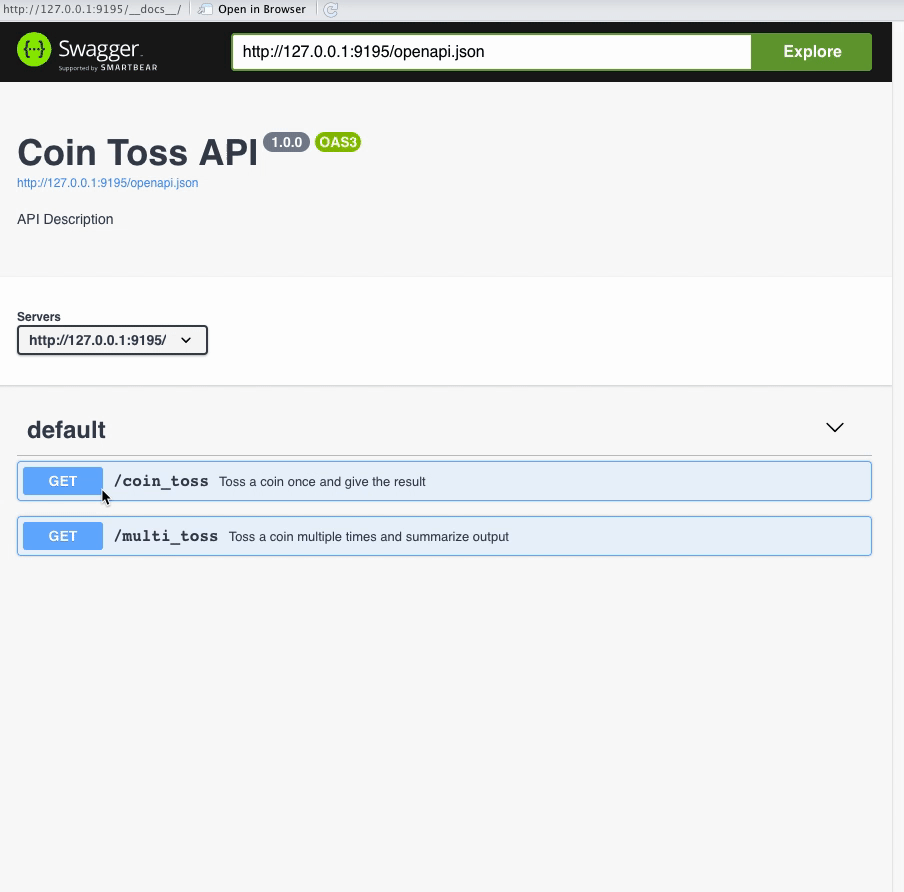 http://127.0.0.1:9195/__docs__/ Open in Browser
{···} Swagger™ http://127.0.0.1:9195/openapi.json Explore
Supported by SMARTBEAR
Coin Toss API 1.0.0 OAS3
http://127.0.0.1:9195/openapi.json
API Description
Servers
http://127.0.0.1:9195/
default
GET /coin_toss Toss a coin once and give the result
GET /multi_toss Toss a coin multiple times and summarize output